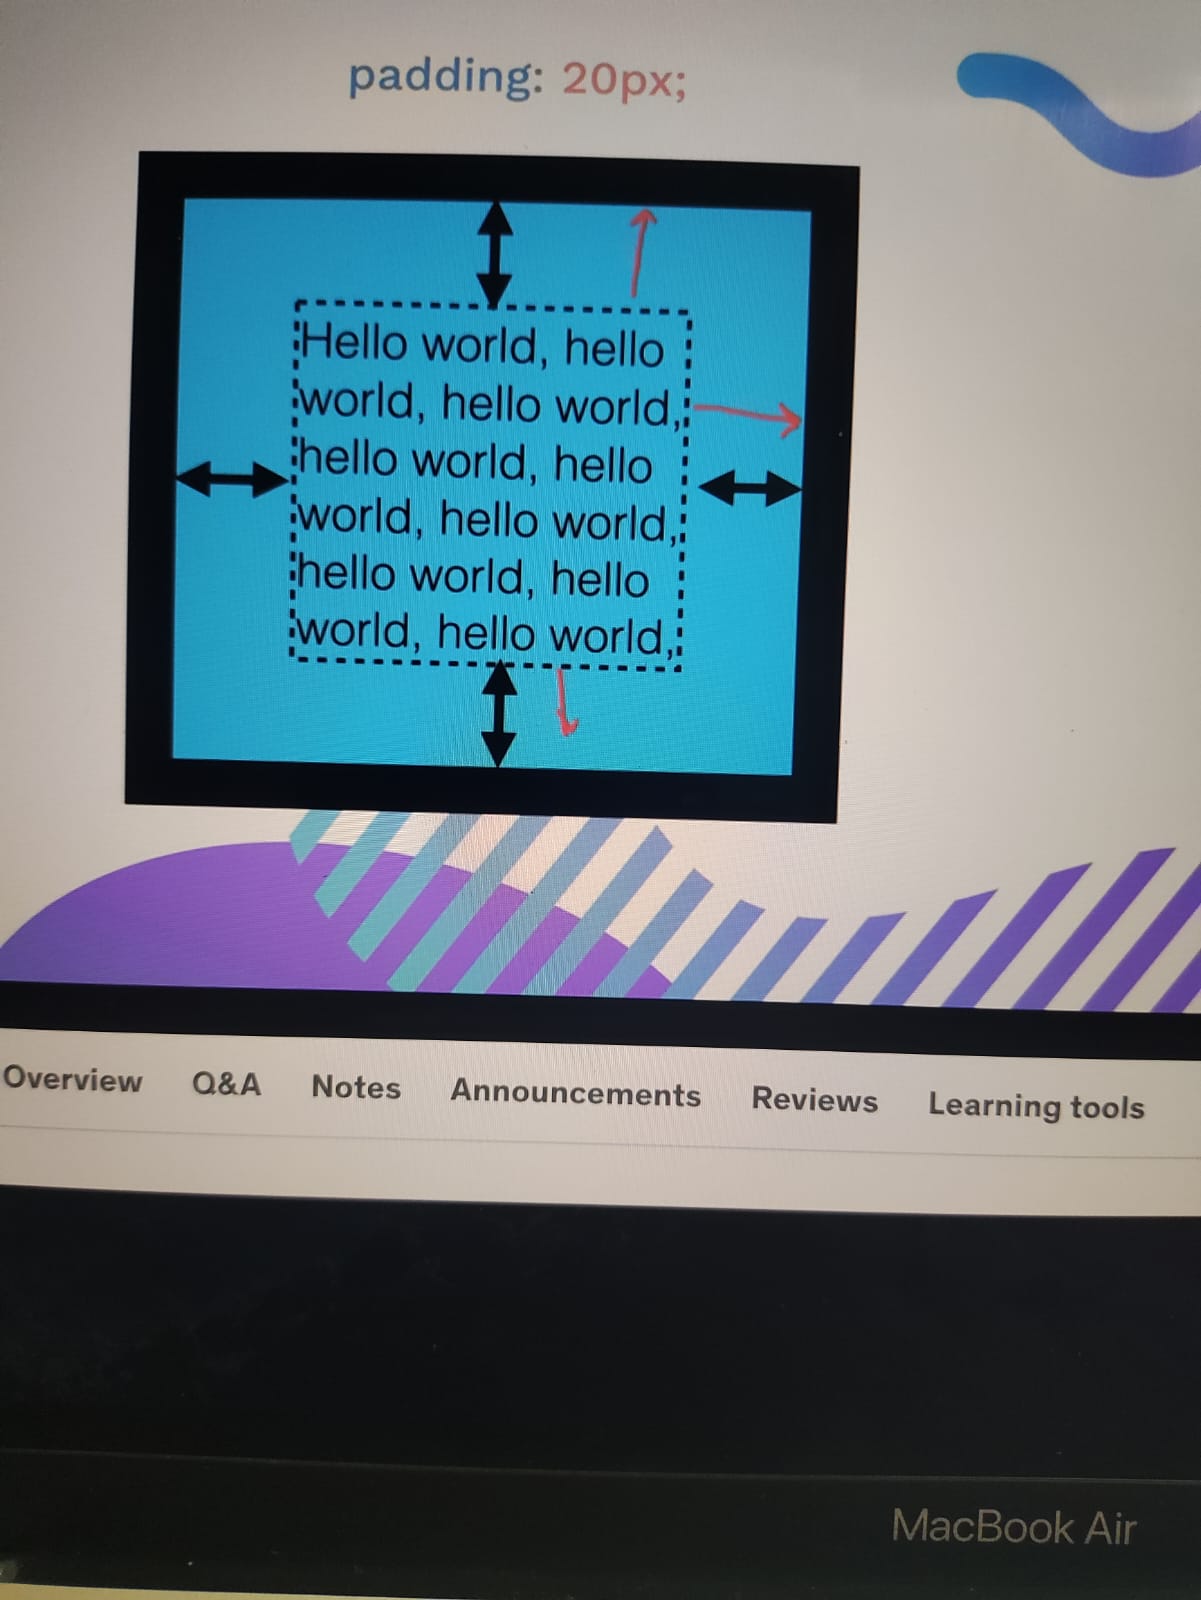 padding: 20px;
Hello world, hello
world, hello world,
hello world, hello
world, hello world,
hello world, hello
world, hello world,
Overview Q&A Notes Announcements Reviews Learning tools
MacBook Air